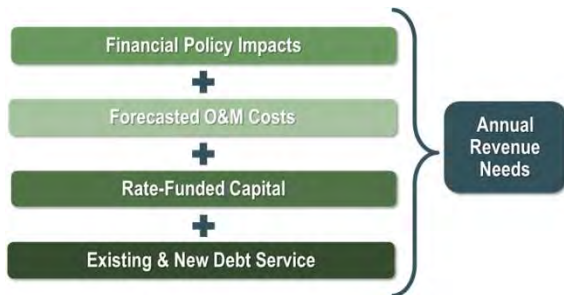 Financial Policy Impacts
+
Forecasted O&M Costs
+
Rate-Funded Capital
+
Existing & New Debt Service
Annual
Revenue
Needs